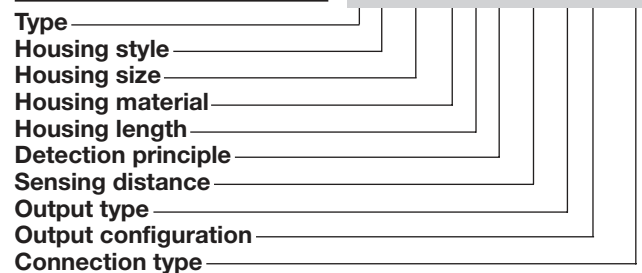 Type
Housing style
Housing size
Housing material
Housing length
Detection principle
Sensing distance
Output type
Output configuration
Connection type